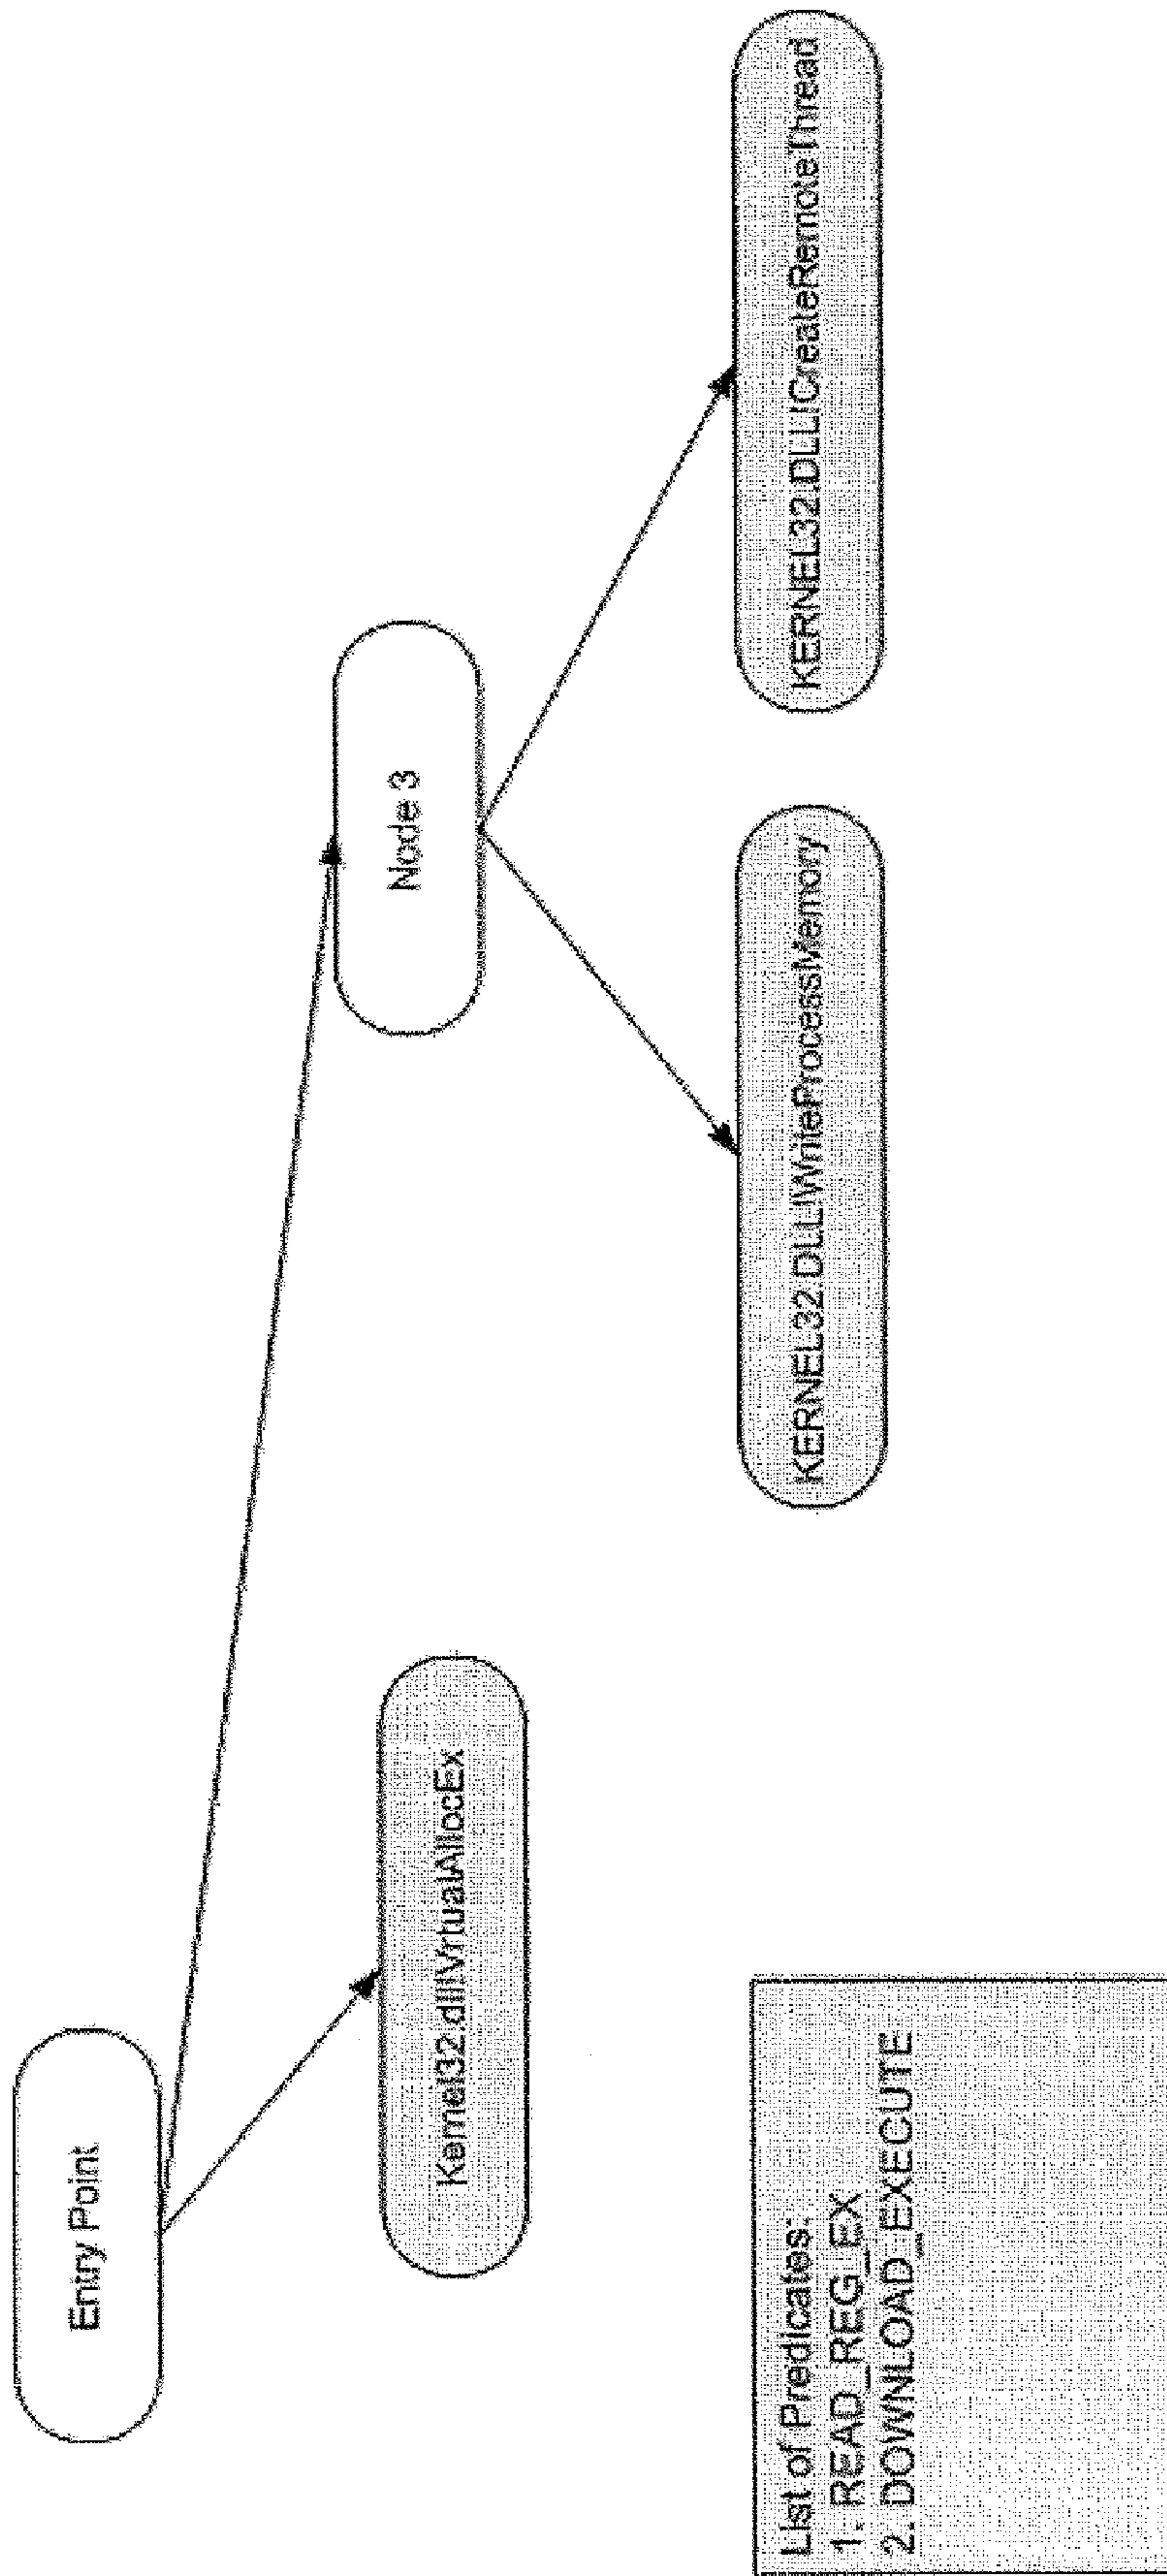 Entry Point
Kernel32.dll!VrtualAllocEx
Node 3
KERNEL32.DLL!WriteProcessMemory
KERNEL32.DLL!CreateRemoteThread
List of Predicates:
1. READ_REG_EX
2. DOWNLOAD_EXECUTE